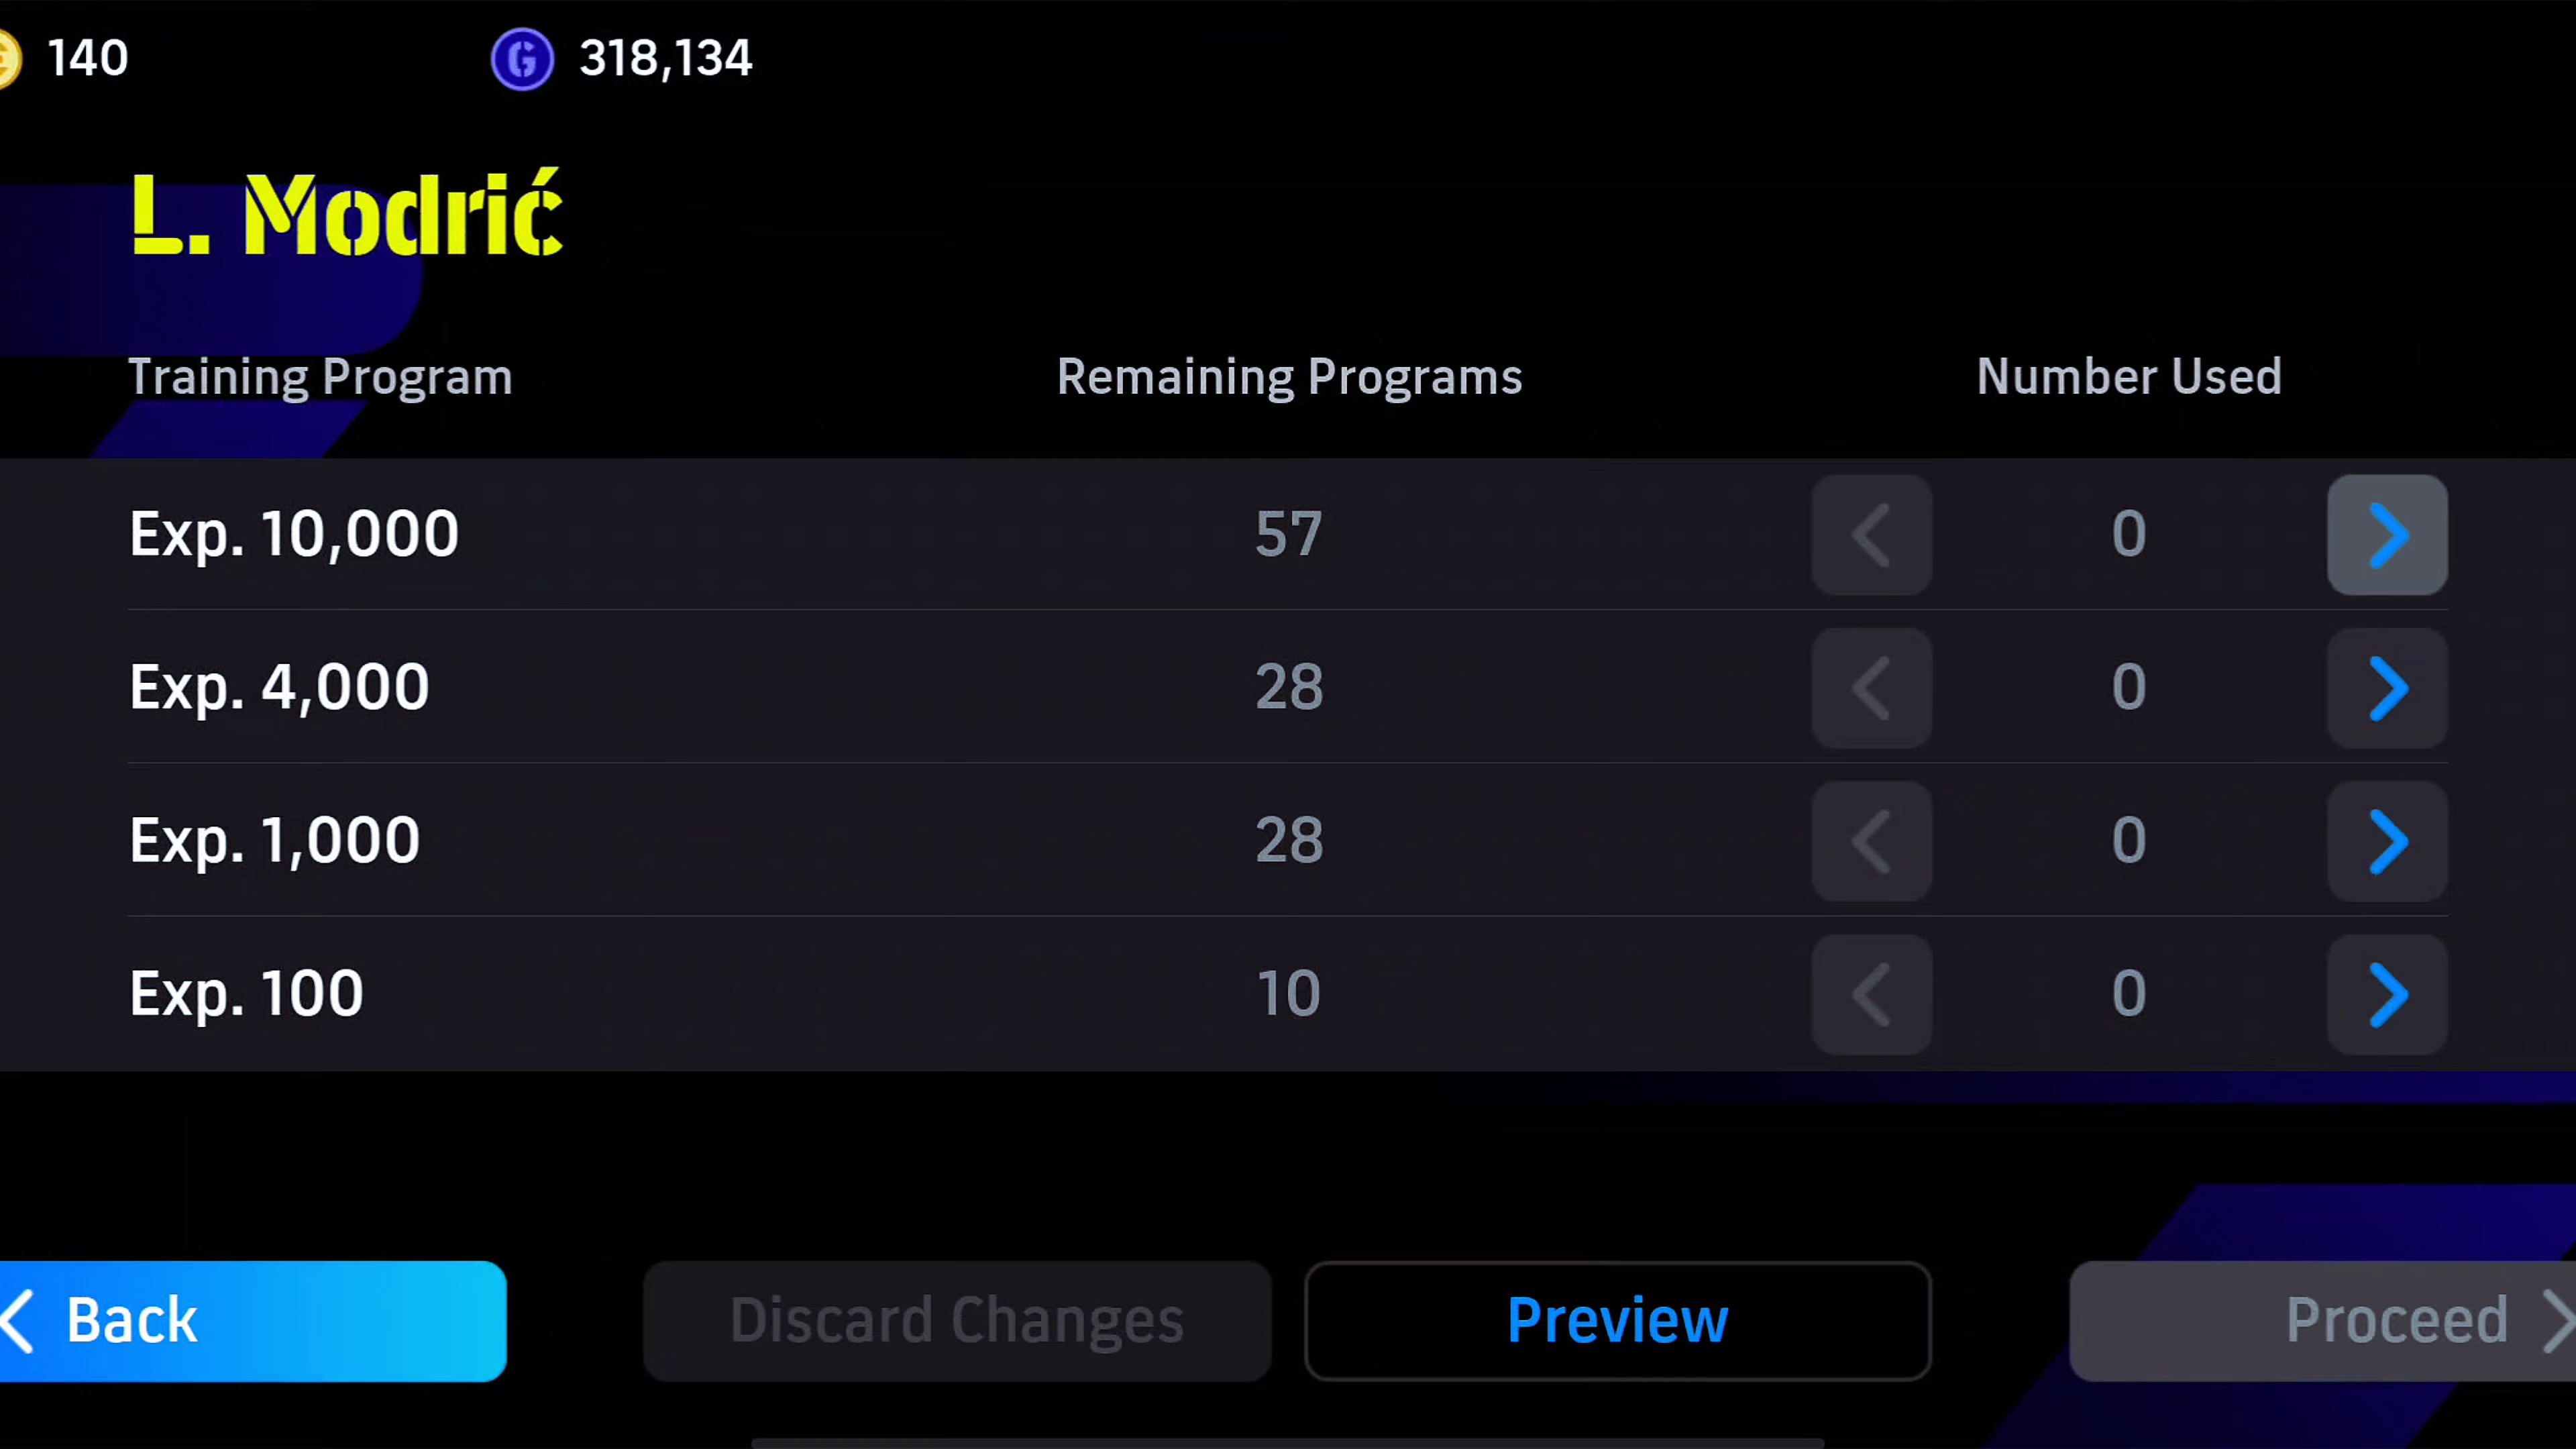 140 318,134
L. Modrić
Training Program Remaining Programs Number Used
Exp. 10,000 57 0
Exp. 4,000 28 0
Exp. 1,000 28 0
Exp. 100 10 0
Back Discard Changes Preview Proceed